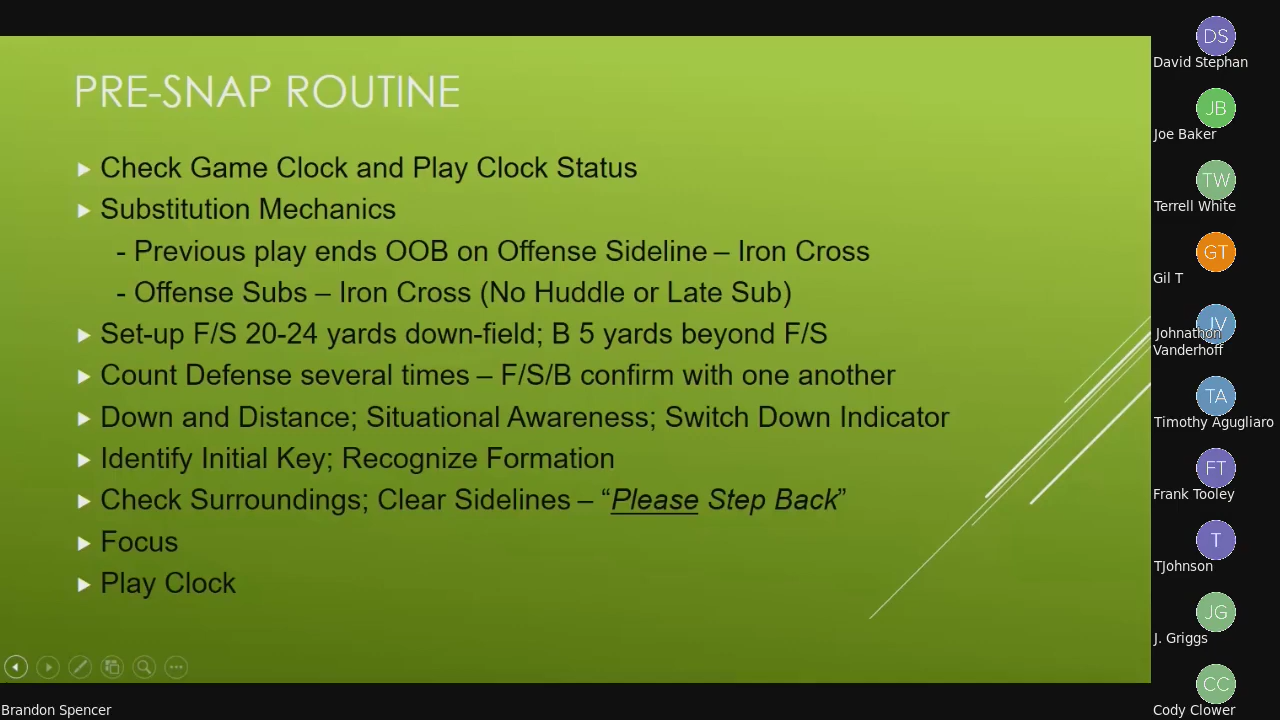 PRE-SNAP ROUTINE
Check Game Clock and Play Clock Status
Substitution Mechanics
- Previous play ends OOB on Offense Sideline – Iron Cross
- Offense Subs – Iron Cross (No Huddle or Late Sub)
Set-up F/S 20-24 yards down-field; B 5 yards beyond F/S
Count Defense several times – F/S/B confirm with one another
Down and Distance; Situational Awareness; Switch Down Indicator
Identify Initial Key; Recognize Formation
Check Surroundings; Clear Sidelines – “Please Step Back”
Focus
Play Clock
Brandon Spencer
DS
David Stephan
JB
Joe Baker
TW
Terrell White
GT
Gil T
JV
Johnathon
Vanderhoff
TA
Timothy Agugliaro
FT
Frank Tooley
T
TJohnson
JG
J. Griggs
CC
Cody Clower